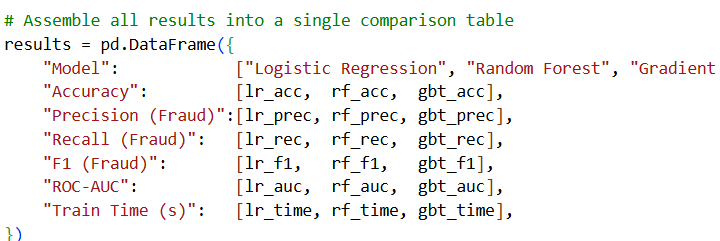 # Assemble all results into a single comparison table
results = pd.DataFrame({
    "Model":            ["Logistic Regression", "Random Forest", "Gradient
    "Accuracy":         [lr_acc,  rf_acc,  gbt_acc],
    "Precision (Fraud)":[lr_prec, rf_prec, gbt_prec],
    "Recall (Fraud)":   [lr_rec,  rf_rec,  gbt_rec],
    "F1 (Fraud)":       [lr_f1,   rf_f1,   gbt_f1],
    "ROC-AUC":          [lr_auc,  rf_auc,  gbt_auc],
    "Train Time (s)":   [lr_time, rf_time, gbt_time],
})